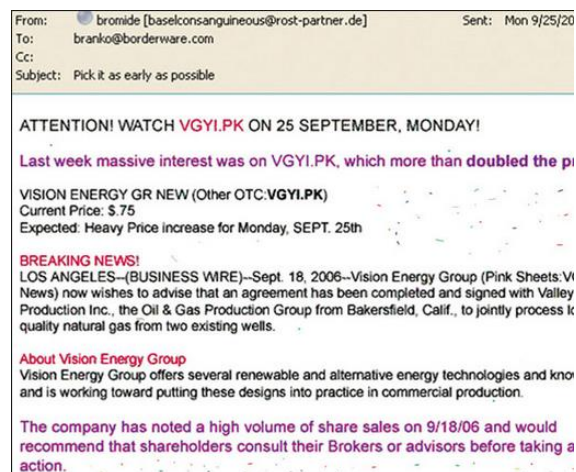 From: bromide [baselconsanguineous@rost-partner.de] Sent: Mon 9/25/20
To: branko@borderware.com
Cc:
Subject: Pick it as early as possible
ATTENTION! WATCH VGYI.PK ON 25 SEPTEMBER, MONDAY!
Last week massive interest was on VGYI.PK, which more than doubled the pr
VISION ENERGY GR NEW (Other OTC:VGYI.PK)
Current Price: $.75
Expected: Heavy Price increase for Monday, SEPT. 25th
BREAKING NEWS!
LOS ANGELES--(BUSINESS WIRE)--Sept. 18, 2006--Vision Energy Group (Pink Sheets:VG
News) now wishes to advise that an agreement has been completed and signed with Valley
Production Inc., the Oil & Gas Production Group from Bakersfield, Calif., to jointly process lo
quality natural gas from two existing wells.
About Vision Energy Group
Vision Energy Group offers several renewable and alternative energy technologies and know
and is working toward putting these designs into practice in commercial production.
The company has noted a high volume of share sales on 9/18/06 and would
recommend that shareholders consult their Brokers or advisors before taking a
action.